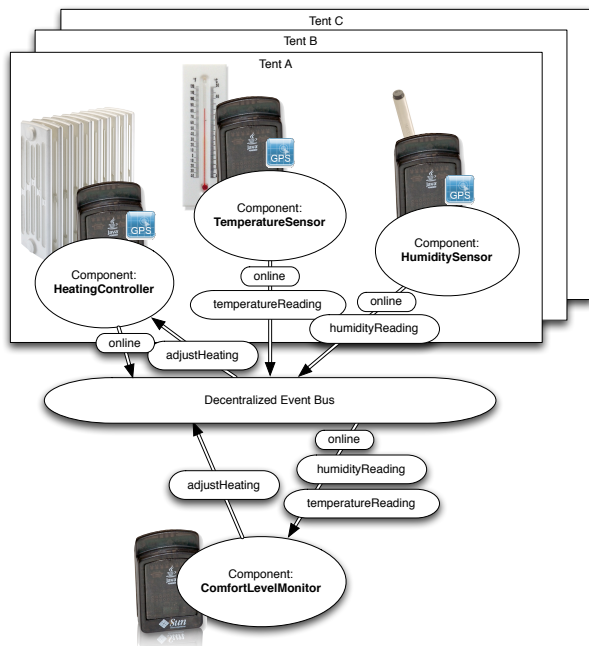 Tent C
Tent B
Tent A
GPS
GPS
GPS
Component:
TemperatureSensor
Component:
HumiditySensor
Component:
HeatingController
online
temperatureReading
online
humidityReading
online
adjustHeating
Decentralized Event Bus
online
humidityReading
temperatureReading
adjustHeating
Component:
ComfortLevelMonitor
Sun